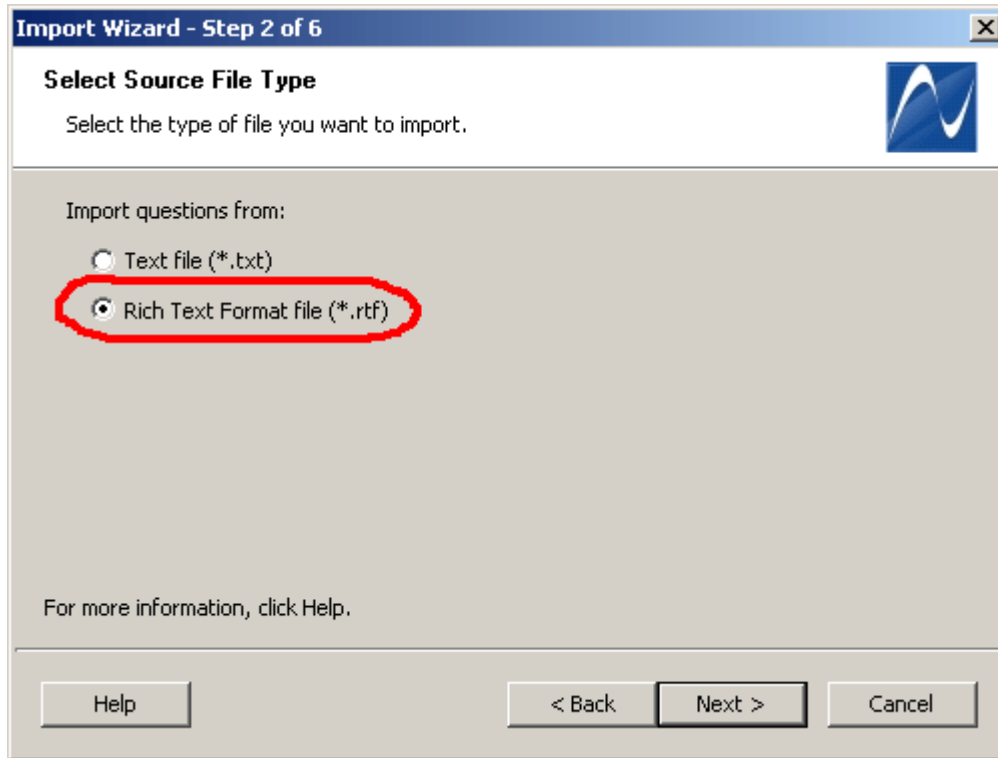 Import Wizard - Step 2 of 6
Select Source File Type
Select the type of file you want to import.
Import questions from:
Text file (*.txt)
Rich Text Format file (*.rtf)
For more information, click Help.
Help
< Back
Next >
Cancel